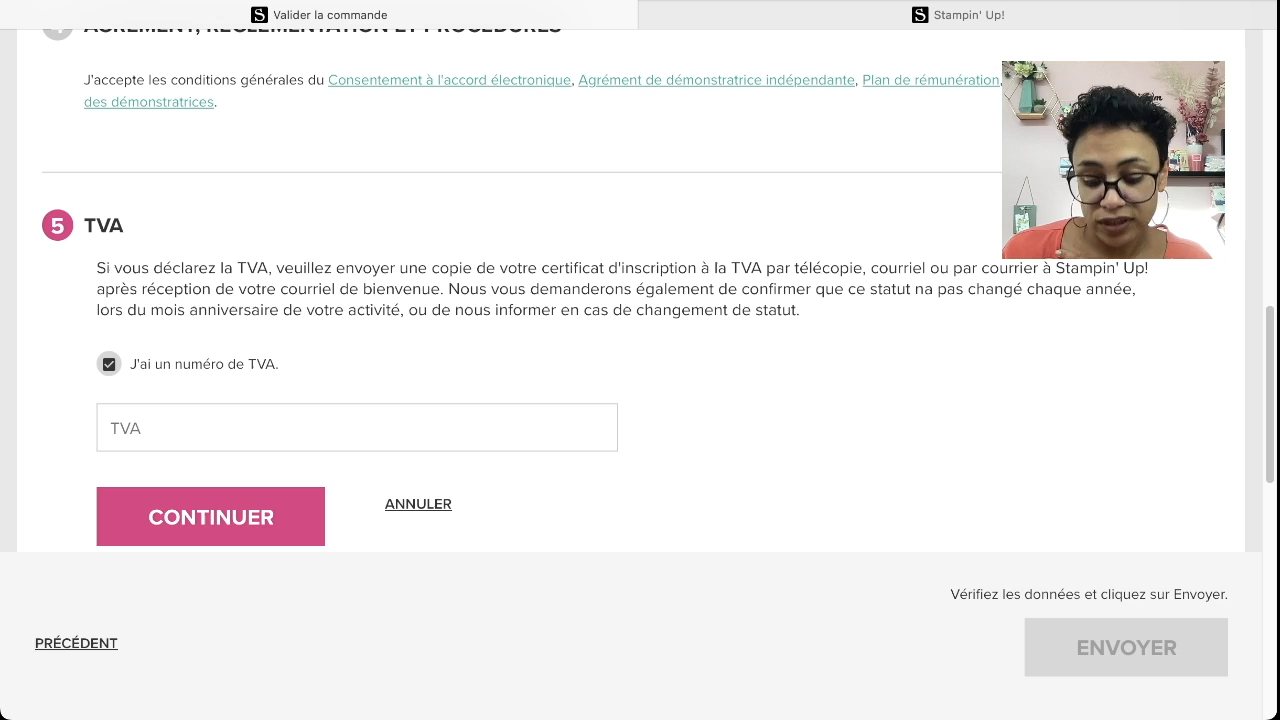 Valider la commande
Stampin' Up!
AGRÉMENT, RÉGLEMENTATION ET PROCÉDURES
J'accepte les conditions générales du Consentement à l'accord électronique, Agrément de démonstratrice indépendante, Plan de rémunération,
des démonstratrices.
5 TVA
Si vous déclarez la TVA, veuillez envoyer une copie de votre certificat d'inscription à la TVA par télécopie, courriel ou par courrier à Stampin' Up!
après réception de votre courriel de bienvenue. Nous vous demanderons également de confirmer que ce statut na pas changé chaque année,
lors du mois anniversaire de votre activité, ou de nous informer en cas de changement de statut.
J'ai un numéro de TVA.
TVA
CONTINUER
ANNULER
Vérifiez les données et cliquez sur Envoyer.
PRÉCÉDENT
ENVOYER